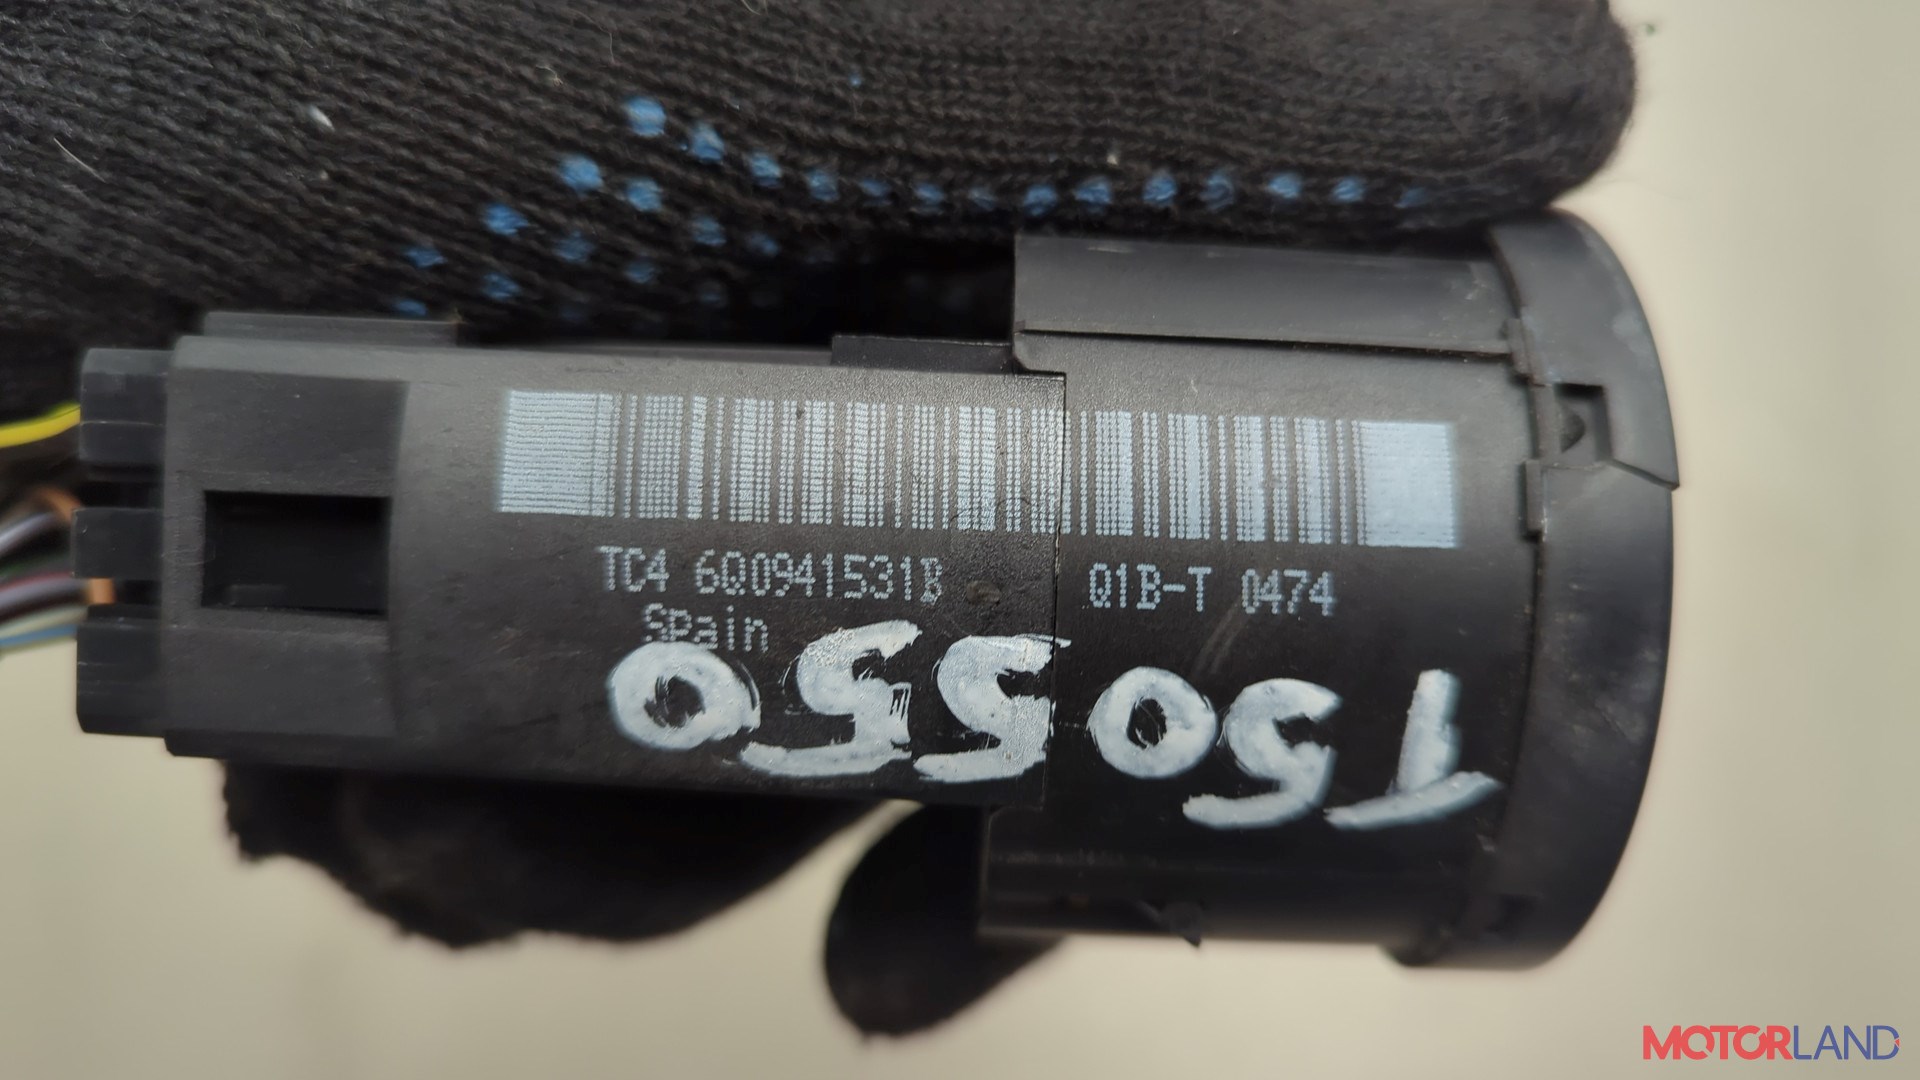 TC4 6Q0941531B Q1B-T 0474
Spain
T50550
MOTORLAND